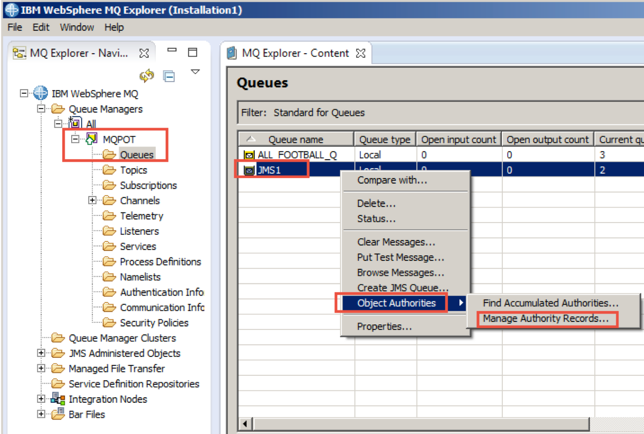 IBM WebSphere MQ Explorer (Installation1)
File Edit Window Help
MQ Explorer - Navi...
IBM WebSphere MQ
Queue Managers
All
MQPOT
Queues
Topics
Subscriptions
Channels
Telemetry
Listeners
Services
Process Definitions
Namelists
Authentication Info
Communication Infc
Security Policies
Queue Manager Clusters
JMS Administered Objects
Managed File Transfer
Service Definition Repositories
Integration Nodes
Bar Files
MQ Explorer - Content
Queues
Filter: Standard for Queues
Queue name Queue type Open input count Open output count Current qu
ALL_FOOTBALL_Q Local 0 0 3
JMS1 Local 0 0 2
Compare with...
Delete...
Status...
Clear Messages...
Put Test Message...
Browse Messages...
Create JMS Queue...
Object Authorities
Properties...
Find Accumulated Authorities...
Manage Authority Records...